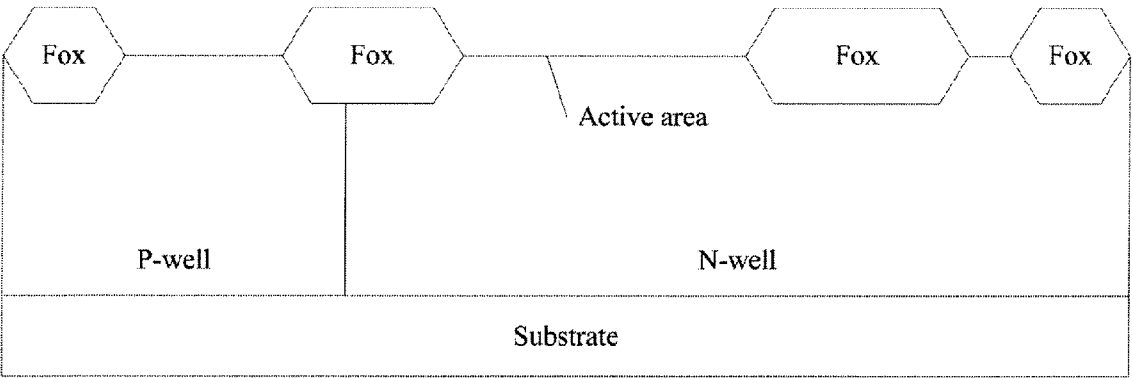 Fox
Fox
Fox
Fox
Active area
P-well
N-well
Substrate